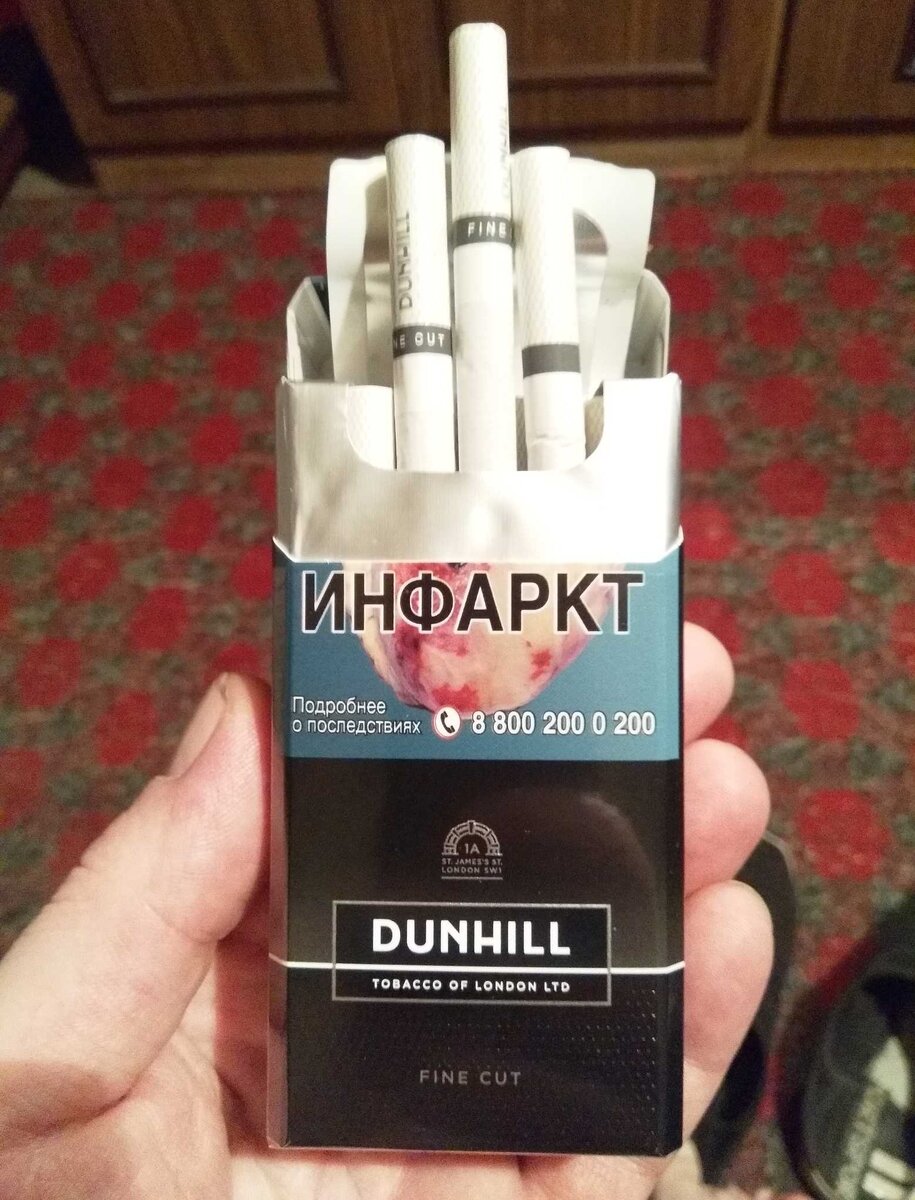 DUNHILL
NE CUT
FINE
ИНФАРКТ
Подробнее
о последствиях
8 800 200 0 200
1A
ST. JAMES'S ST.
LONDON SW1
DUNHILL
TOBACCO OF LONDON LTD
FINE CUT